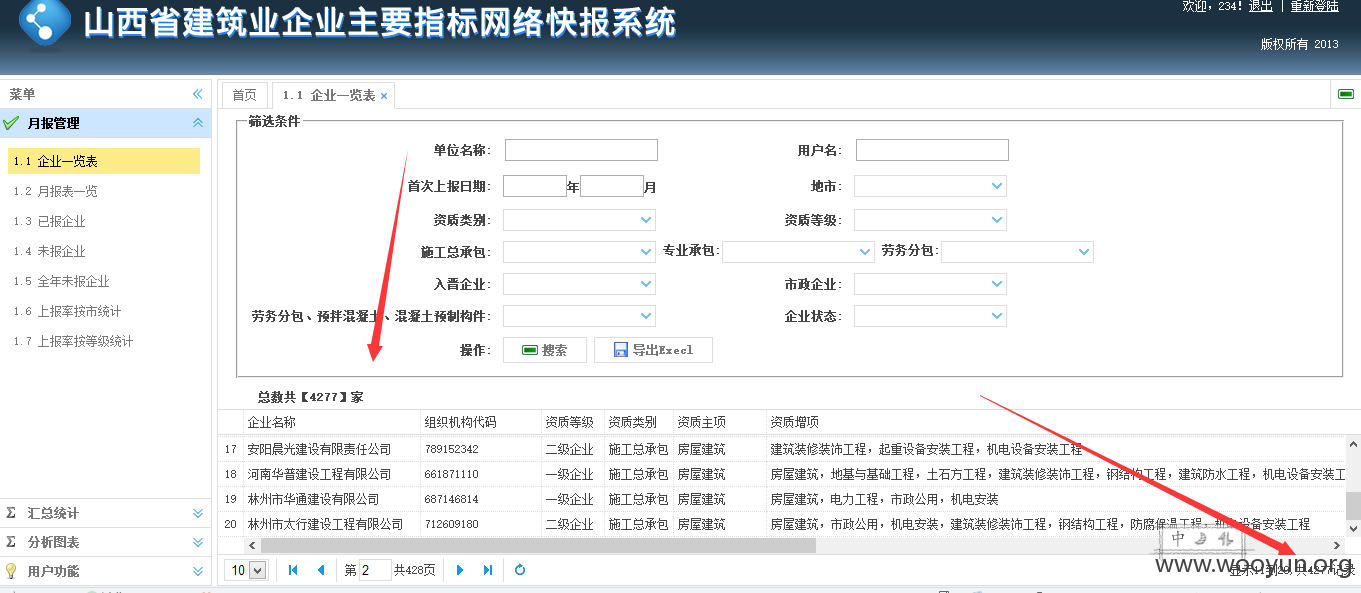 山西省建筑业企业主要指标网络快报系统
欢迎, 234! 退出 | 重新登陆
版权所有 2013
菜单
首页 1.1 企业一览表
月报管理
1.1 企业一览表
1.2 月报表一览
1.3 已报企业
1.4 未报企业
1.5 全年未报企业
1.6 上报率按市统计
1.7 上报率按等级统计
汇总统计
分析图表
用户功能
筛选条件
单位名称: 用户名:
首次上报日期: 年 月 地市:
资质类别: 资质等级:
施工总承包: 专业承包: 劳务分包:
入晋企业: 市政企业:
劳务分包、预拌混凝土、混凝土预制构件: 企业状态:
操作: 搜索 导出Execl
总数共【4277】家
企业名称 组织机构代码 资质等级 资质类别 资质主项 资质增项
17 安阳晨光建设有限责任公司 789152342 二级企业 施工总承包 房屋建筑 建筑装修装饰工程, 起重设备安装工程, 机电设备安装工程
18 河南华普建设工程有限公司 661871110 一级企业 施工总承包 房屋建筑 房屋建筑, 地基与基础工程, 土石方工程, 建筑装修装饰工程, 钢结构工程, 建筑防水工程, 机电设备安装工
19 林州市华通建设有限公司 687146814 一级企业 施工总承包 房屋建筑 房屋建筑, 电力工程, 市政公用, 机电安装
20 林州市太行建设工程有限公司 712609180 二级企业 施工总承包 房屋建筑 房屋建筑, 市政公用, 机电安装, 建筑装修装饰工程, 钢结构工程, 防腐保温工程, 机电设备安装工程
10 第 2 共428页
显示11到20,共4277记录
www.wooyun.org